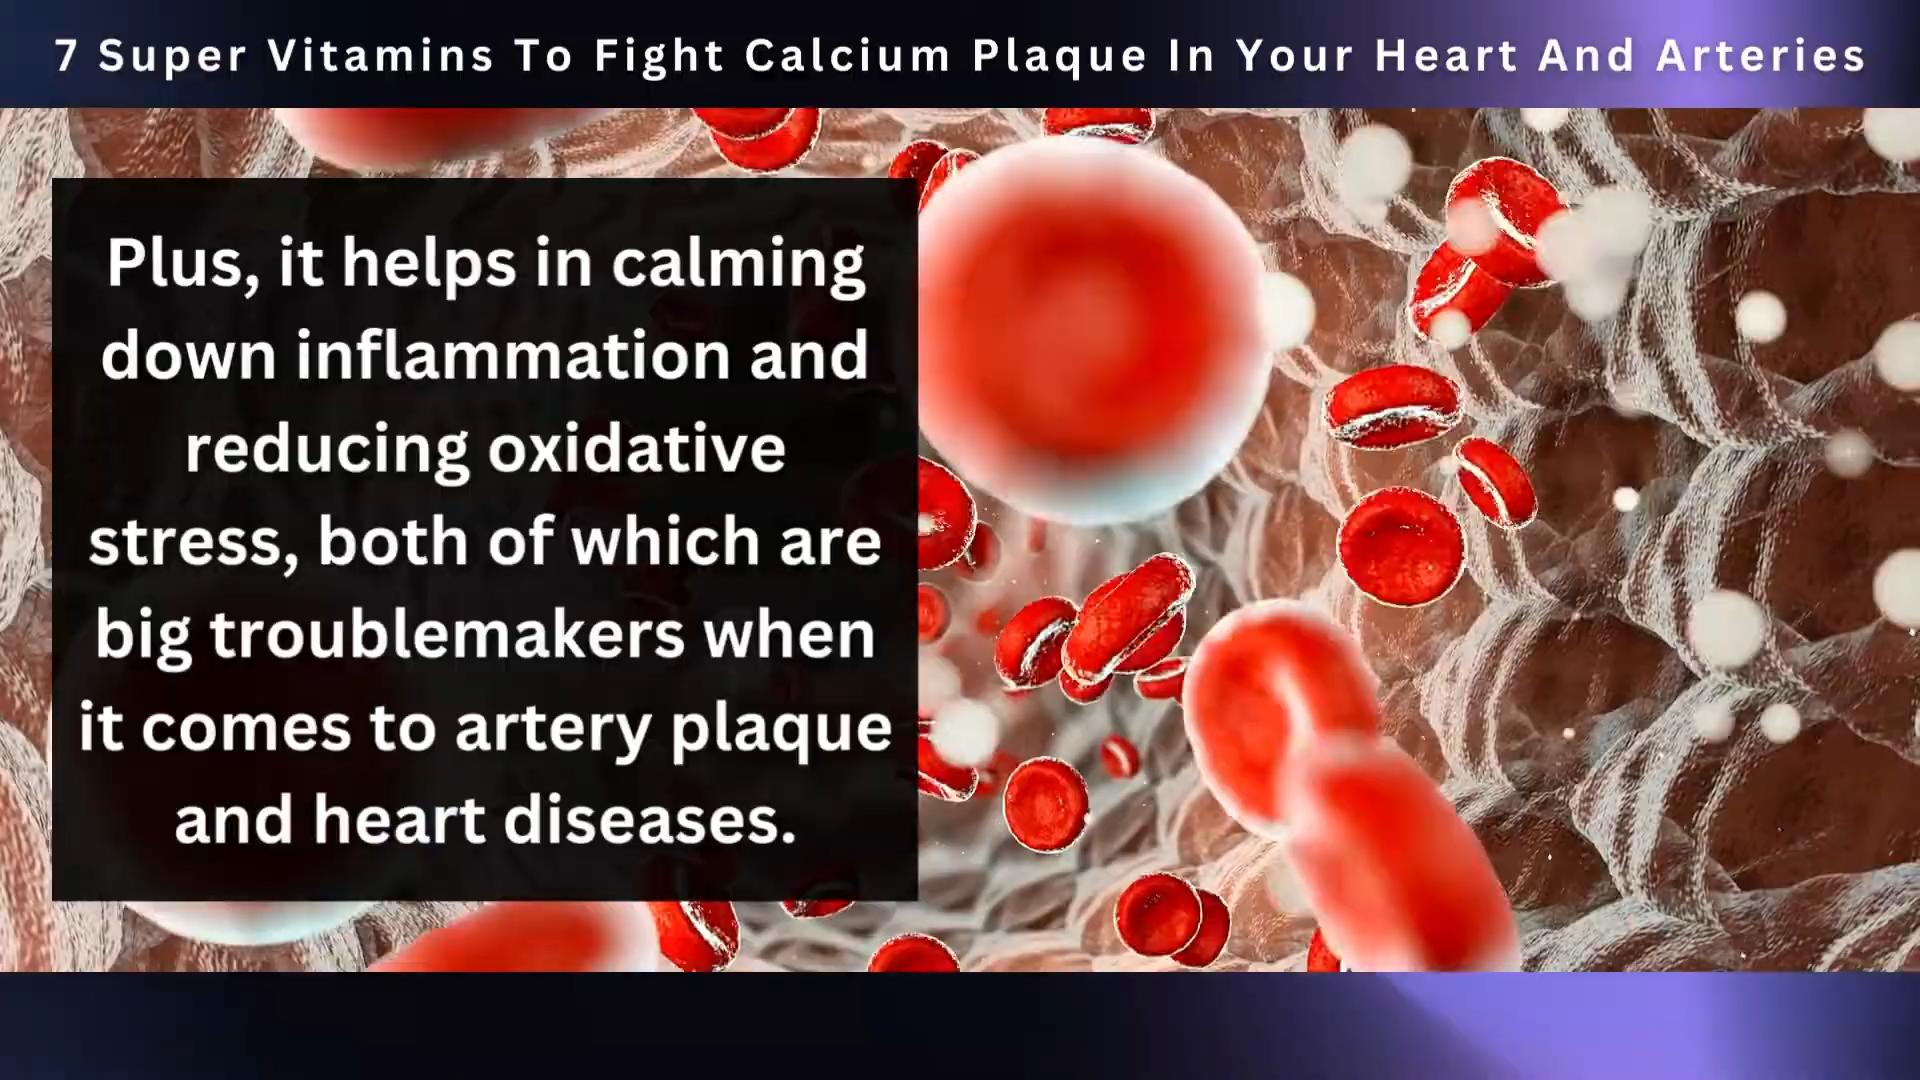 7 Super Vitamins To Fight Calcium Plaque In Your Heart And Arteries
Plus, it helps in calming
down inflammation and
reducing oxidative
stress, both of which are
big troublemakers when
it comes to artery plaque
and heart diseases.